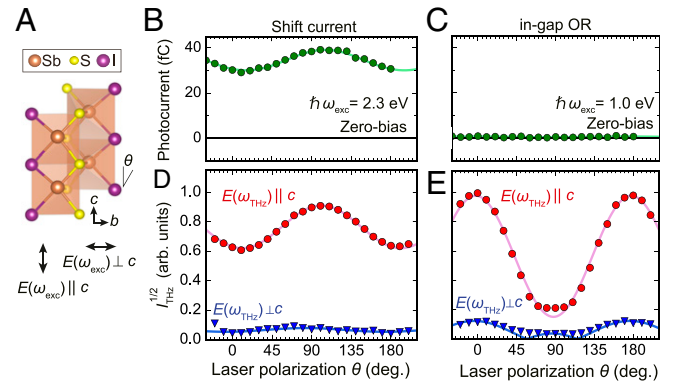 A
Sb S I
θ
c
b
E(ω_exc)⊥ c
E(ω_exc) ∥ c
B
Shift current
Photocurrent (fC)
40
20
0
ℏω_exc= 2.3 eV
Zero-bias
C
in-gap OR
ℏω_exc= 1.0 eV
Zero-bias
D
I_THz^1/2 (arb. units)
1.0
0.8
0.6
0.4
0.2
0.0
E(ω_THz) ∥ c
E(ω_THz)⊥c
0 45 90 135 180
Laser polarization θ (deg.)
E
E(ω_THz) ∥ c
E(ω_THz)⊥c
0 45 90 135 180
Laser polarization θ (deg.)